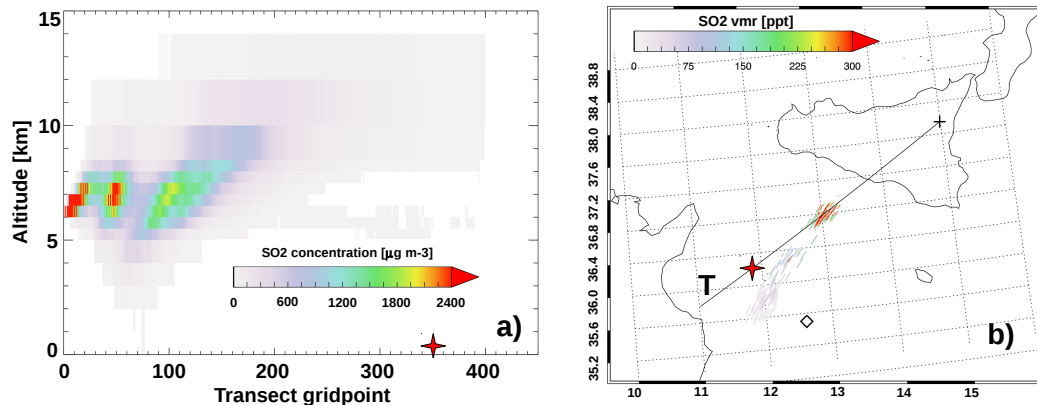 15
10
5
0
Altitude [km]
SO2 concentration [µg m-3]
0 600 1200 1800 2400
a)
0 100 200 300 400
Transect gridpoint
SO2 vmr [ppt]
0 75 150 225 300
38.8
38.4
38.0
37.6
37.2
36.8
36.4
36.0
35.6
35.2
T
b)
10 11 12 13 14 15